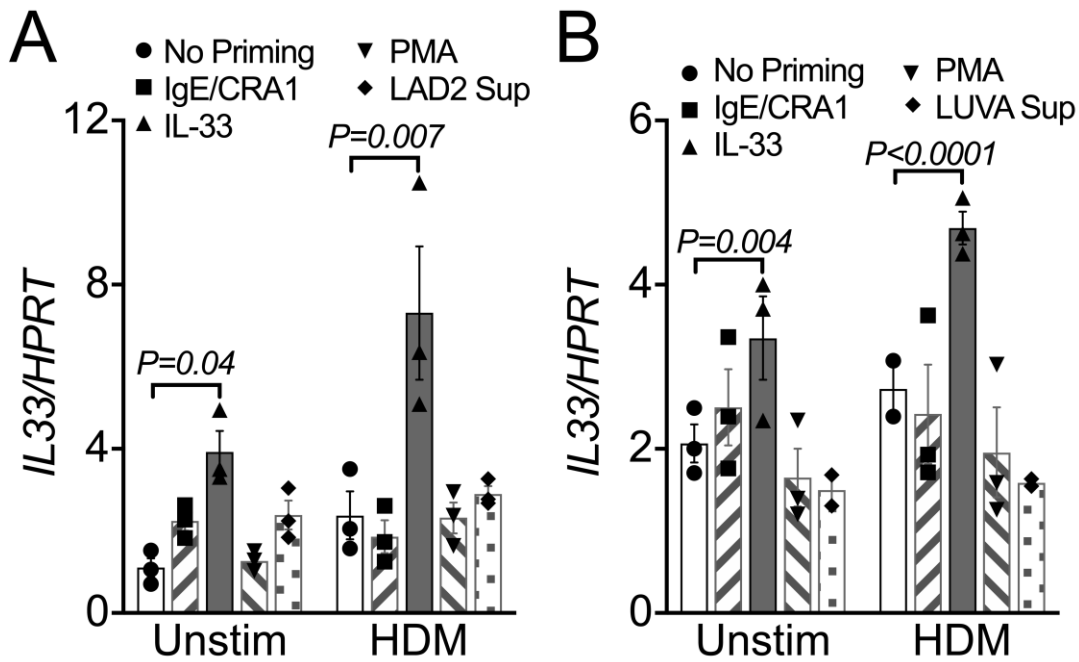 A
No Priming
IgE/CRA1
IL-33
PMA
LAD2 Sup
12
8
4
0
IL33/HPRT
P=0.04
P=0.007
Unstim
HDM
B
No Priming
IgE/CRA1
IL-33
PMA
LUVA Sup
6
4
2
0
IL33/HPRT
P=0.004
P<0.0001
Unstim
HDM